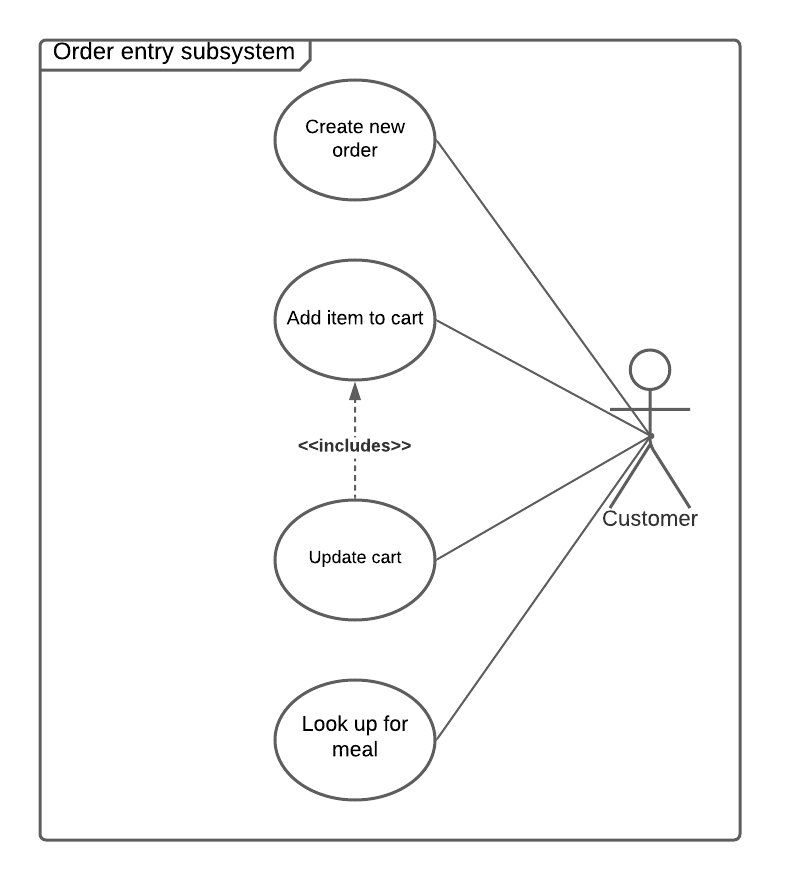 Order entry subsystem
Create new
order
Add item to cart
<<includes>>
Customer
Update cart
Look up for
meal